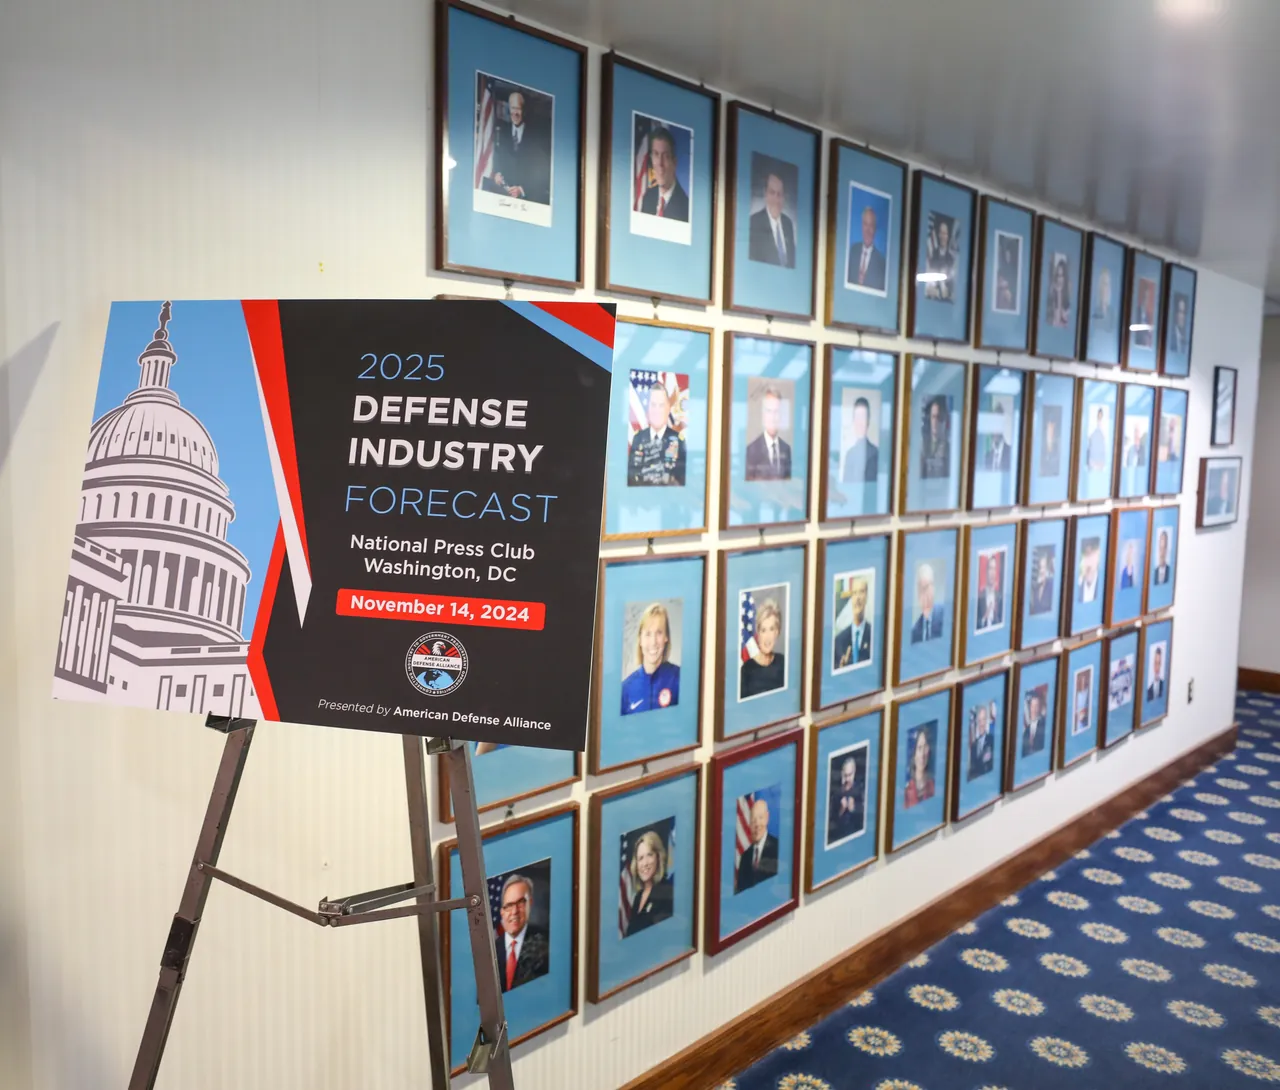 2025
DEFENSE
INDUSTRY
FORECAST
National Press Club
Washington, DC
November 14, 2024
AMERICAN
DEFENSE ALLIANCE
Presented by American Defense Alliance